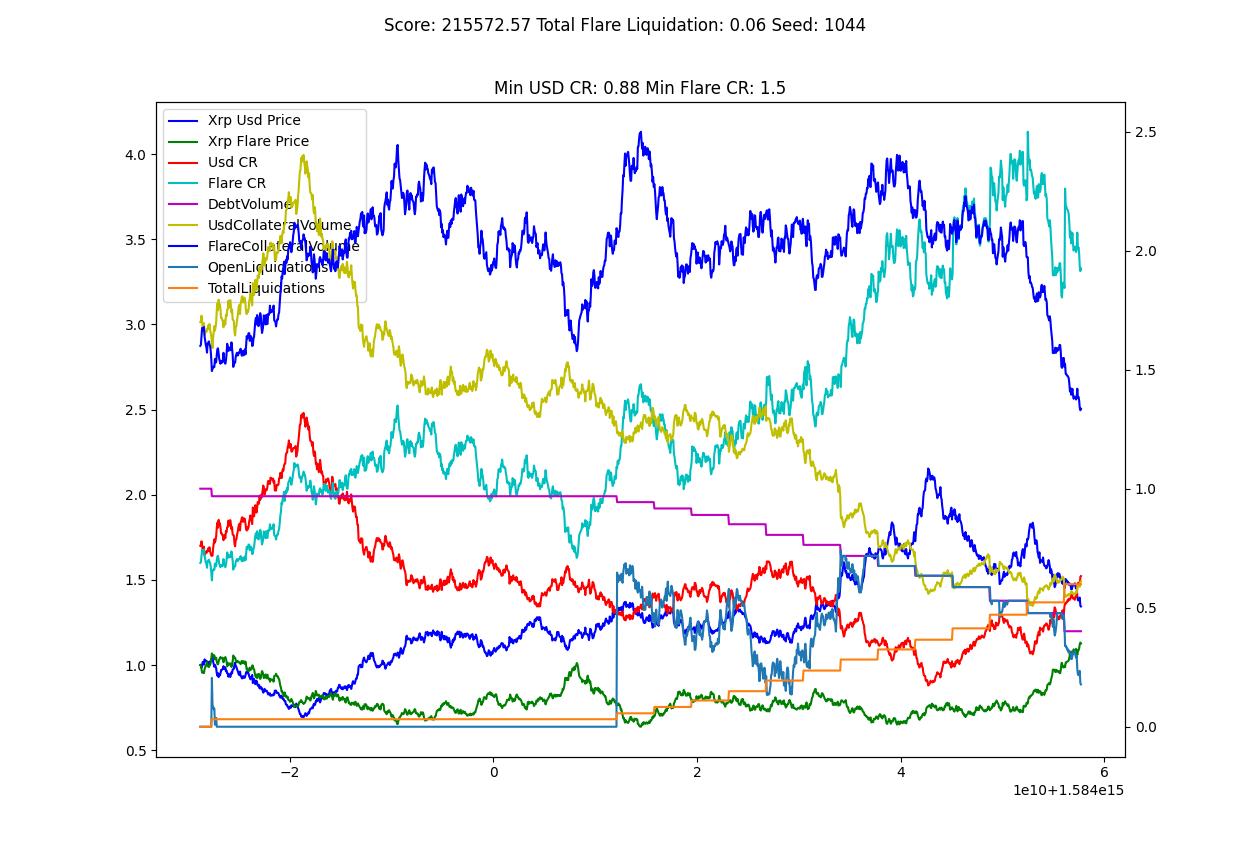 Score: 215572.57 Total Flare Liquidation: 0.06 Seed: 1044
Min USD CR: 0.88 Min Flare CR: 1.5
Xrp Usd Price
Xrp Flare Price
Usd CR
Flare CR
DebtVolume
UsdCollateralVolume
FlareCollateralVolume
OpenLiquidations
TotalLiquidations
4.0
3.5
3.0
2.5
2.0
1.5
1.0
0.5
2.5
2.0
1.5
1.0
0.5
0.0
−2 0 2 4 6
1e10+1.584e15